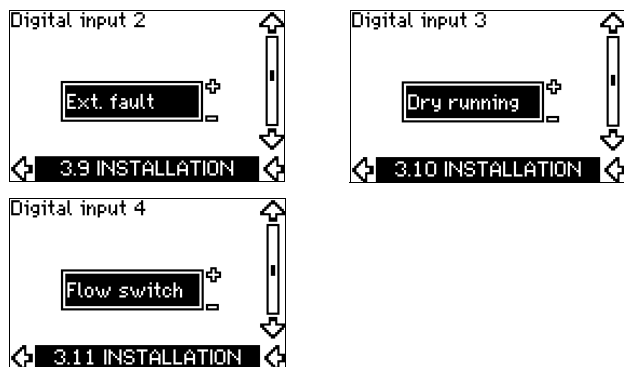 Digital input 2
Ext. fault
3.9 INSTALLATION
Digital input 3
Dry running
3.10 INSTALLATION
Digital input 4
Flow switch
3.11 INSTALLATION